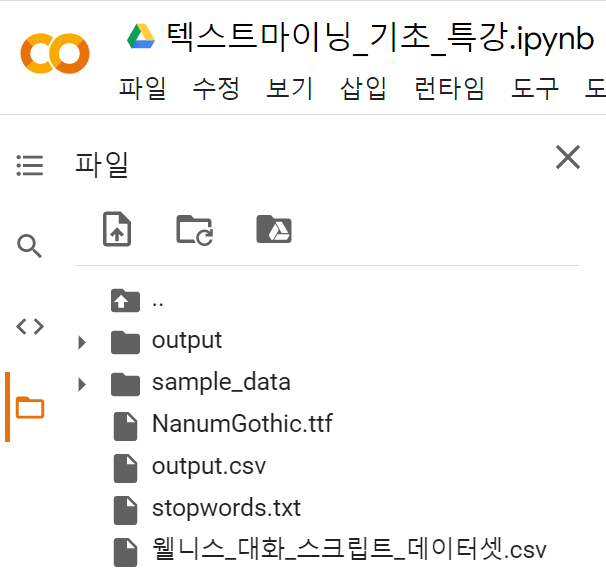 텍스트마이닝_기초_특강.ipynb
파일 수정 보기 삽입 런타임 도구 도
파일
..
output
sample_data
NanumGothic.ttf
output.csv
stopwords.txt
웰니스_대화_스크립트_데이터셋.csv